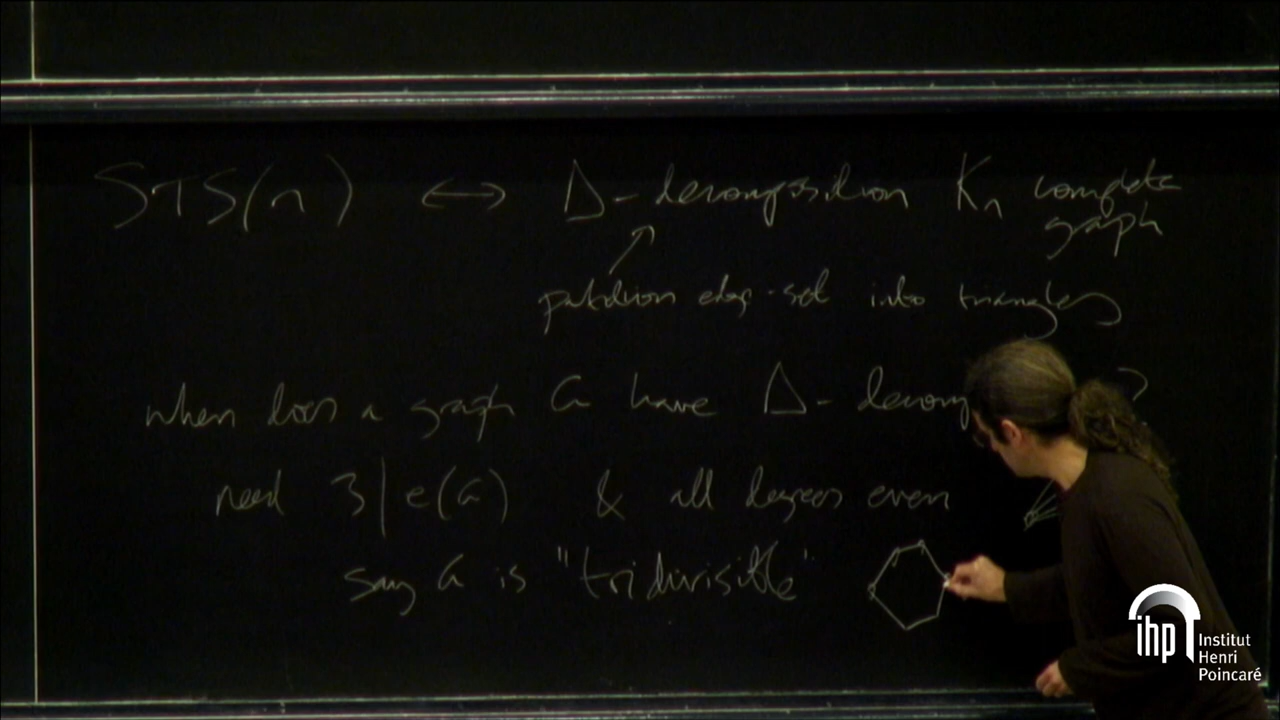 STS(n) ↔ Δ-decomposition Kn complete
graph
partition edge-set into triangles
when does a graph G have Δ-decomp ?
need 3|e(G) & all degrees even
say G is "tridivisible"
ihp Institut
Henri
Poincaré